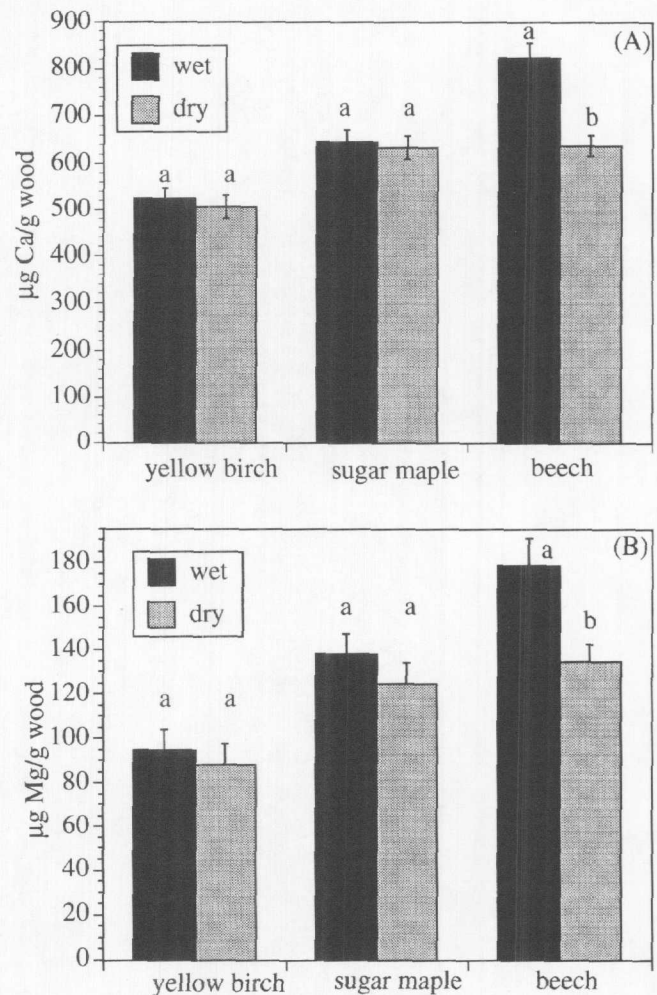 900
(A)
a
wet
800
dry
700
a a
b
600
a a
500
µg Ca/g wood
400
300
200
100
0
yellow birch sugar maple beech
(B)
180
wet
a
160
dry
a a
b
140
120
a a
100
µg Mg/g wood
80
60
40
20
0
yellow birch sugar maple beech